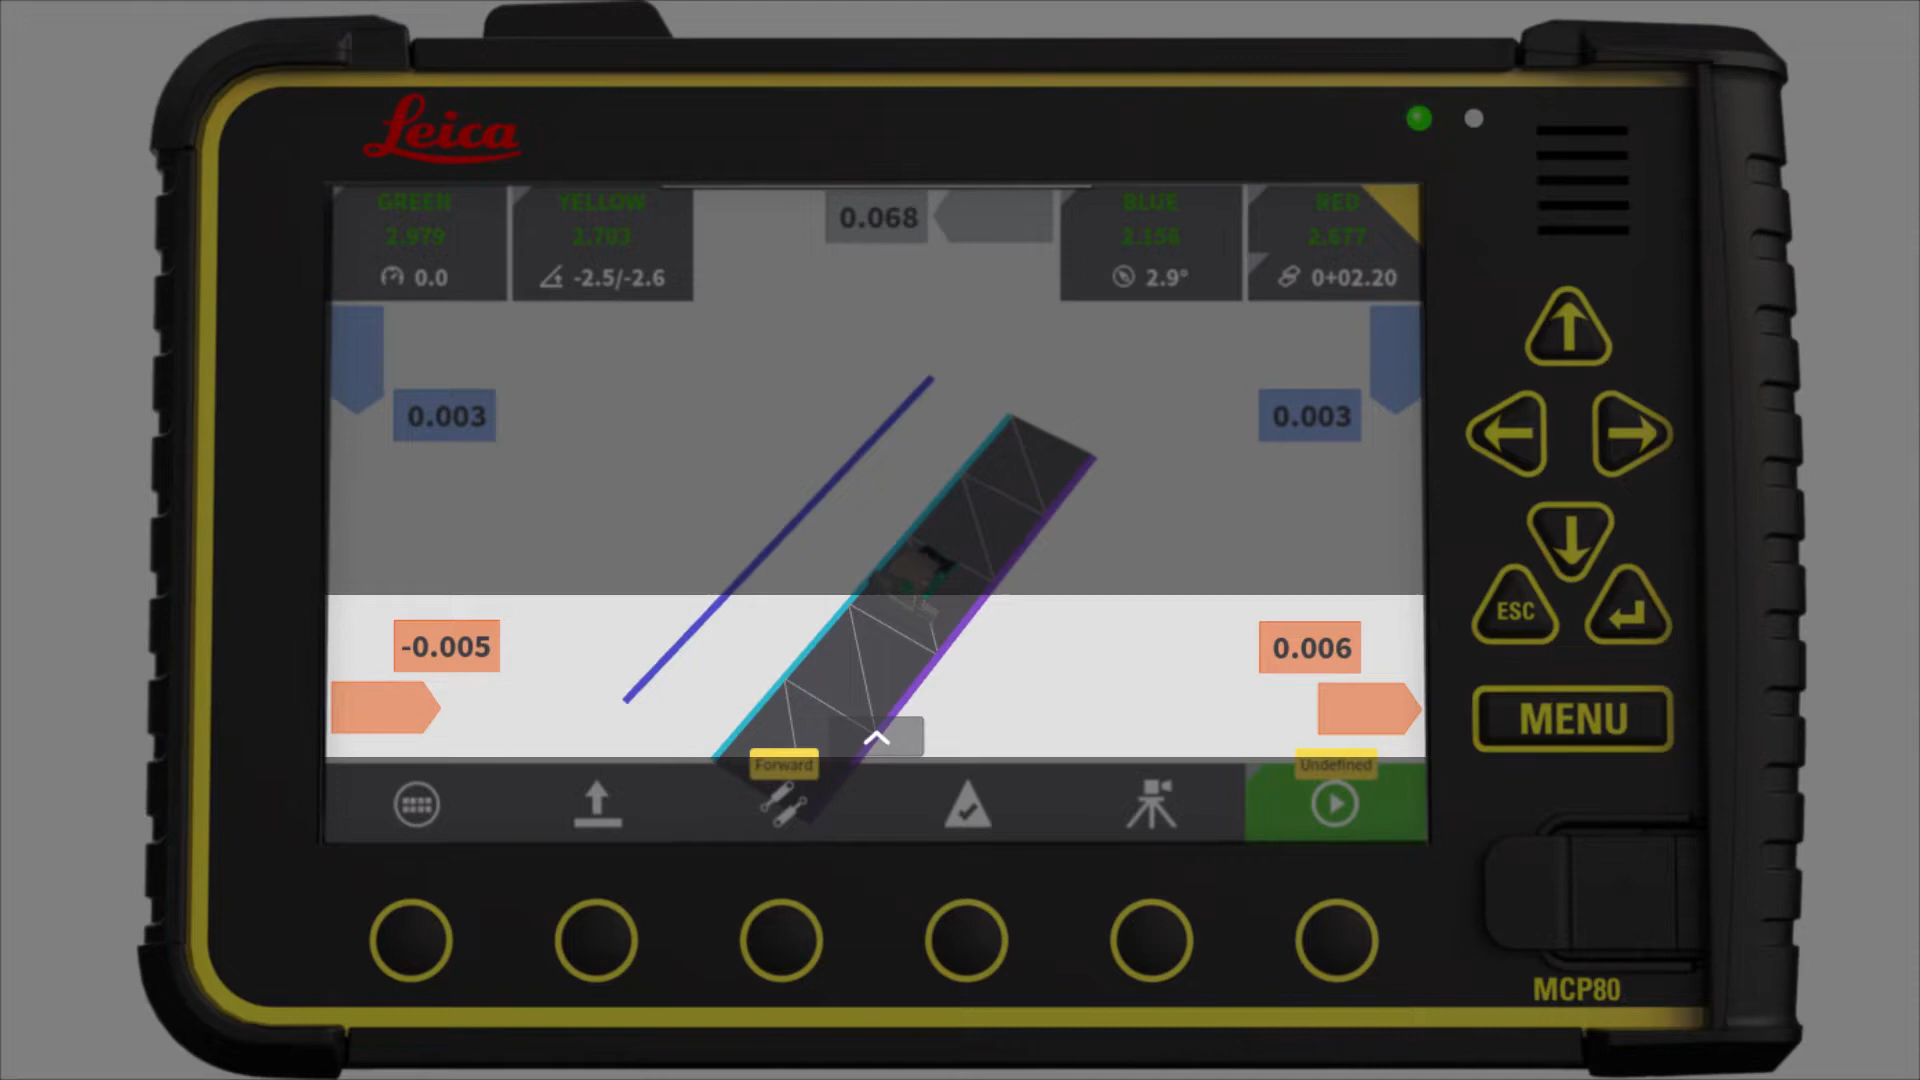 Leica
GREEN
2.979
0.0
YELLOW
2.703
-2.5/-2.6
0.068
BLUE
2.156
2.9°
RED
2.677
0+02.20
0.003
0.003
-0.005
0.006
Forward
Undefined
ESC
MENU
MCP80